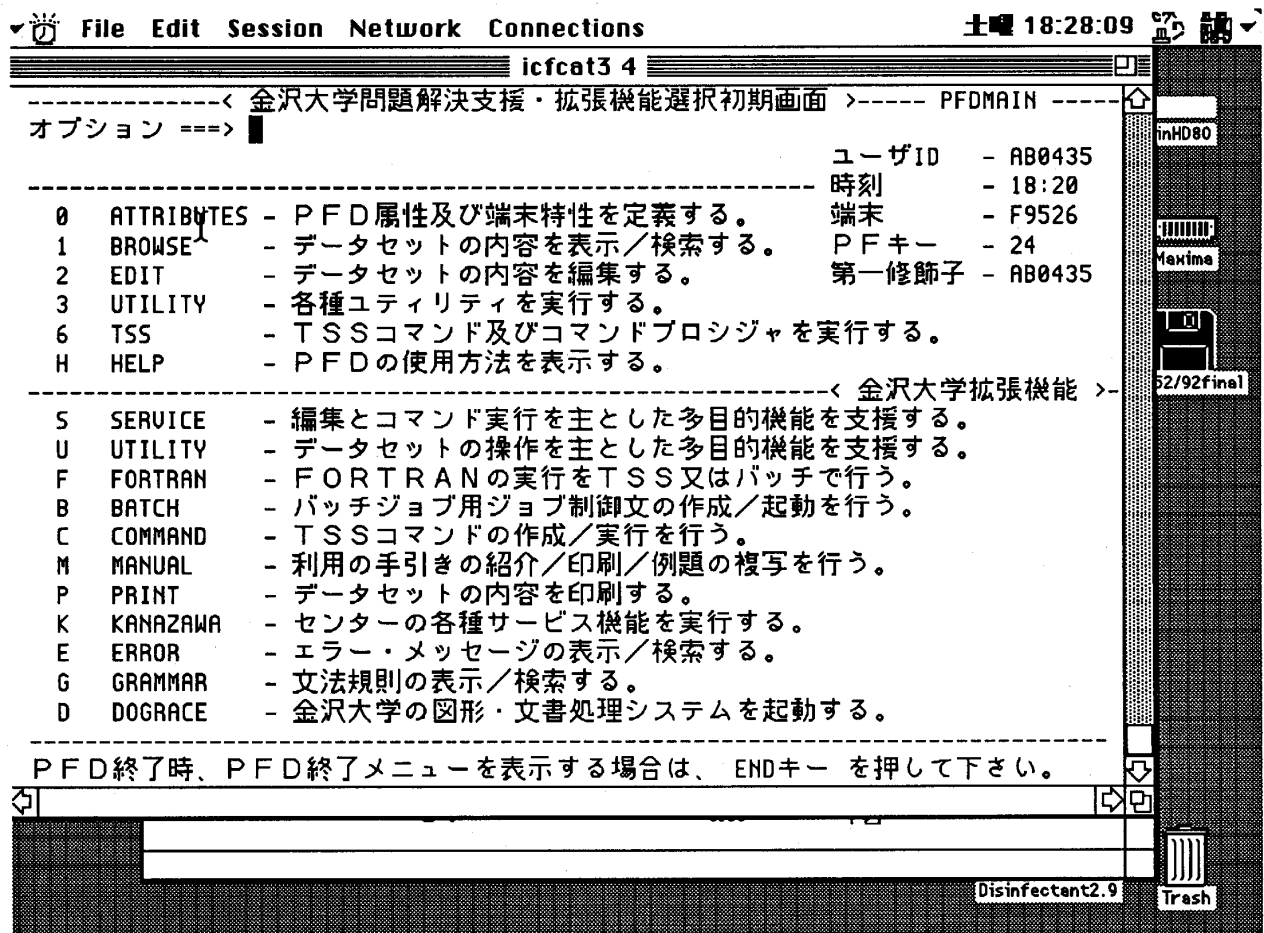 File Edit Session Network Connections 土曜 18:28:09
icfcat3 4
--------------< 金沢大学問題解決支援・拡張機能選択初期画面 >----- PFDMAIN -----
オプション ===>
ユーザID - AB0435
---------------------------------------------------------- 時刻 - 18:20
0 ATTRIBUTES - ＰＦＤ属性及び端末特性を定義する。 端末 - F9526
1 BROWSE - データセットの内容を表示／検索する。 ＰＦキー - 24
2 EDIT - データセットの内容を編集する。 第一修飾子 - AB0435
3 UTILITY - 各種ユティリティを実行する。
6 TSS - ＴＳＳコマンド及びコマンドプロシジャを実行する。
H HELP - ＰＦＤの使用方法を表示する。
----------------------------------------------------------< 金沢大学拡張機能 >-
S SERVICE - 編集とコマンド実行を主とした多目的機能を支援する。
U UTILITY - データセットの操作を主とした多目的機能を支援する。
F FORTRAN - ＦＯＲＴＲＡＮの実行をＴＳＳ又はバッチで行う。
B BATCH - バッチジョブ用ジョブ制御文の作成／起動を行う。
C COMMAND - ＴＳＳコマンドの作成／実行を行う。
M MANUAL - 利用の手引きの紹介／印刷／例題の複写を行う。
P PRINT - データセットの内容を印刷する。
K KANAZAWA - センターの各種サービス機能を実行する。
E ERROR - エラー・メッセージの表示／検索する。
G GRAMMAR - 文法規則の表示／検索する。
D DOGRACE - 金沢大学の図形・文書処理システムを起動する。
-------------------------------------------------------------------------------
ＰＦＤ終了時、ＰＦＤ終了メニューを表示する場合は、 ENDキー を押して下さい。
inHD80
Maxima
52/92final
Disinfectant2.9
Trash